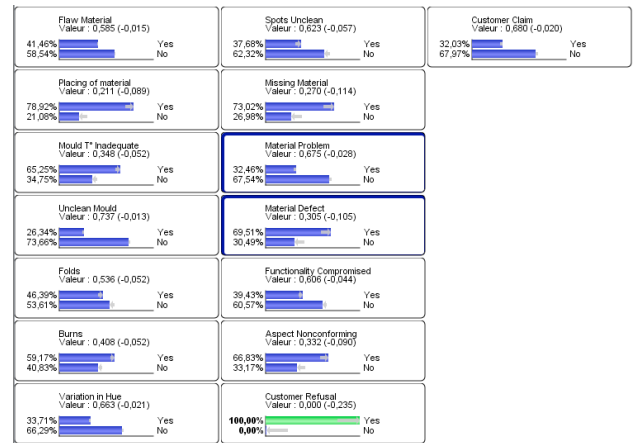 Flaw Material
Valeur : 0,585 (-0,015)
41,46% Yes
58,54% No
Spots Unclean
Valeur : 0,623 (-0,057)
37,68% Yes
62,32% No
Customer Claim
Valeur : 0,680 (-0,020)
32,03% Yes
67,97% No
Placing of material
Valeur : 0,211 (-0,089)
78,92% Yes
21,08% No
Missing Material
Valeur : 0,270 (-0,114)
73,02% Yes
26,98% No
Mould T° Inadequate
Valeur : 0,348 (-0,052)
65,25% Yes
34,75% No
Material Problem
Valeur : 0,675 (-0,028)
32,46% Yes
67,54% No
Unclean Mould
Valeur : 0,737 (-0,013)
26,34% Yes
73,66% No
Material Defect
Valeur : 0,305 (-0,105)
69,51% Yes
30,49% No
Folds
Valeur : 0,536 (-0,052)
46,39% Yes
53,61% No
Functionality Compromised
Valeur : 0,606 (-0,044)
39,43% Yes
60,57% No
Burns
Valeur : 0,408 (-0,052)
59,17% Yes
40,83% No
Aspect Nonconforming
Valeur : 0,332 (-0,090)
66,83% Yes
33,17% No
Variation in Hue
Valeur : 0,663 (-0,021)
33,71% Yes
66,29% No
Customer Refusal
Valeur : 0,000 (-0,235)
100,00% Yes
0,00% No